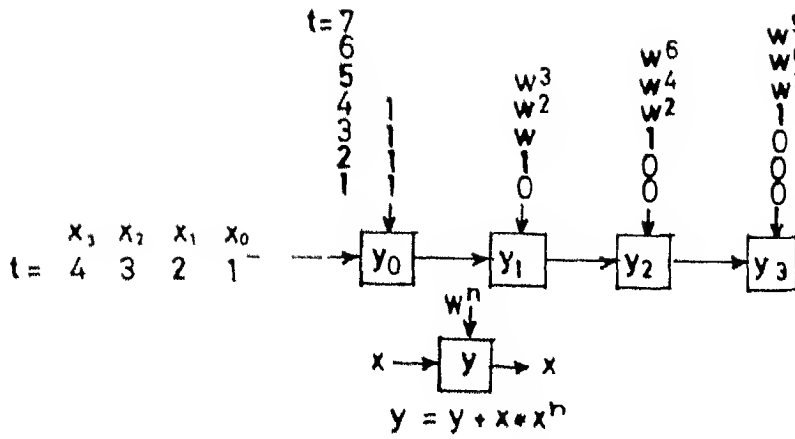 t = 7
6
5
4 1
3 1
2 1
1 1
w³
w²
w
1
0
w⁶
w⁴
w²
1
0
0
1
0
0
0
x₃ x₂ x₁ x₀
t = 4 3 2 1
y₀ y₁ y₂ y₃
wⁿ
x y x
y = y + x * xⁿ